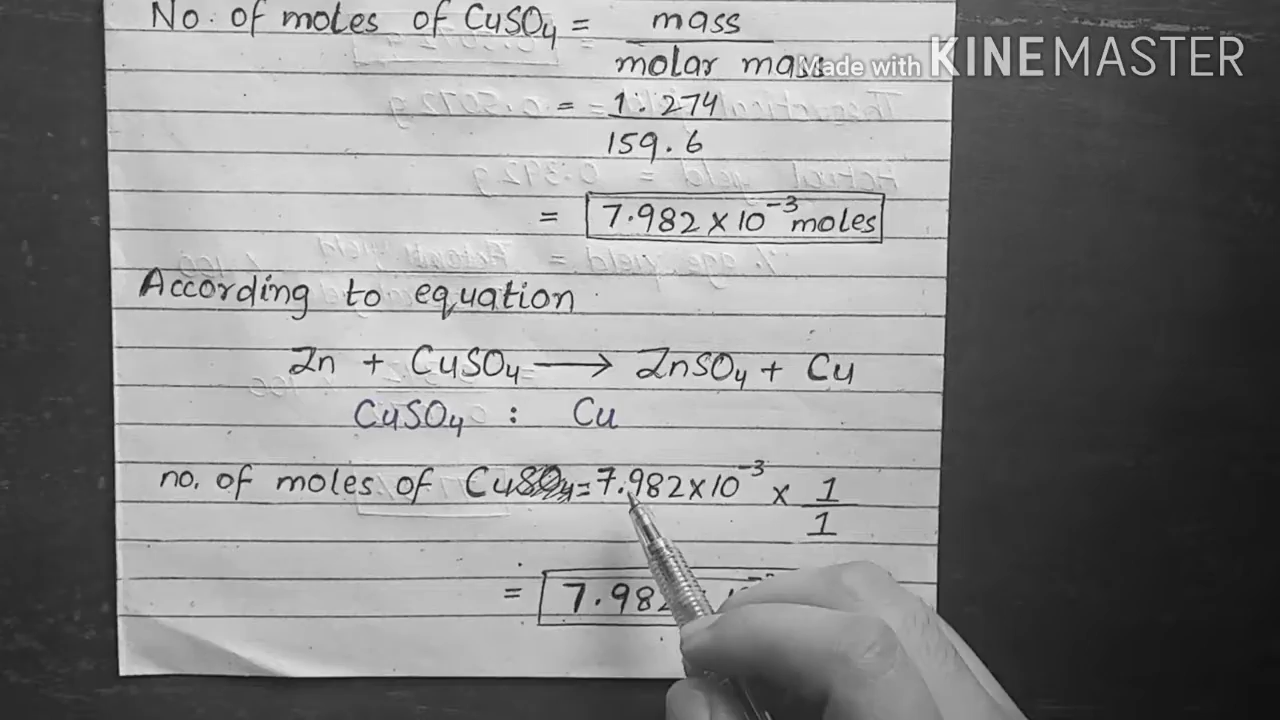 No. of moles of CuSO4 = mass
molar mass
Made with KINEMASTER
= 1.274
159.6
= 7.982 × 10⁻³ moles
According to equation
Zn + CuSO4 ⟶ ZnSO4 + Cu
CuSO4 : Cu
no. of moles of Cu = 7.982 × 10⁻³ × 1
1
= 7.982